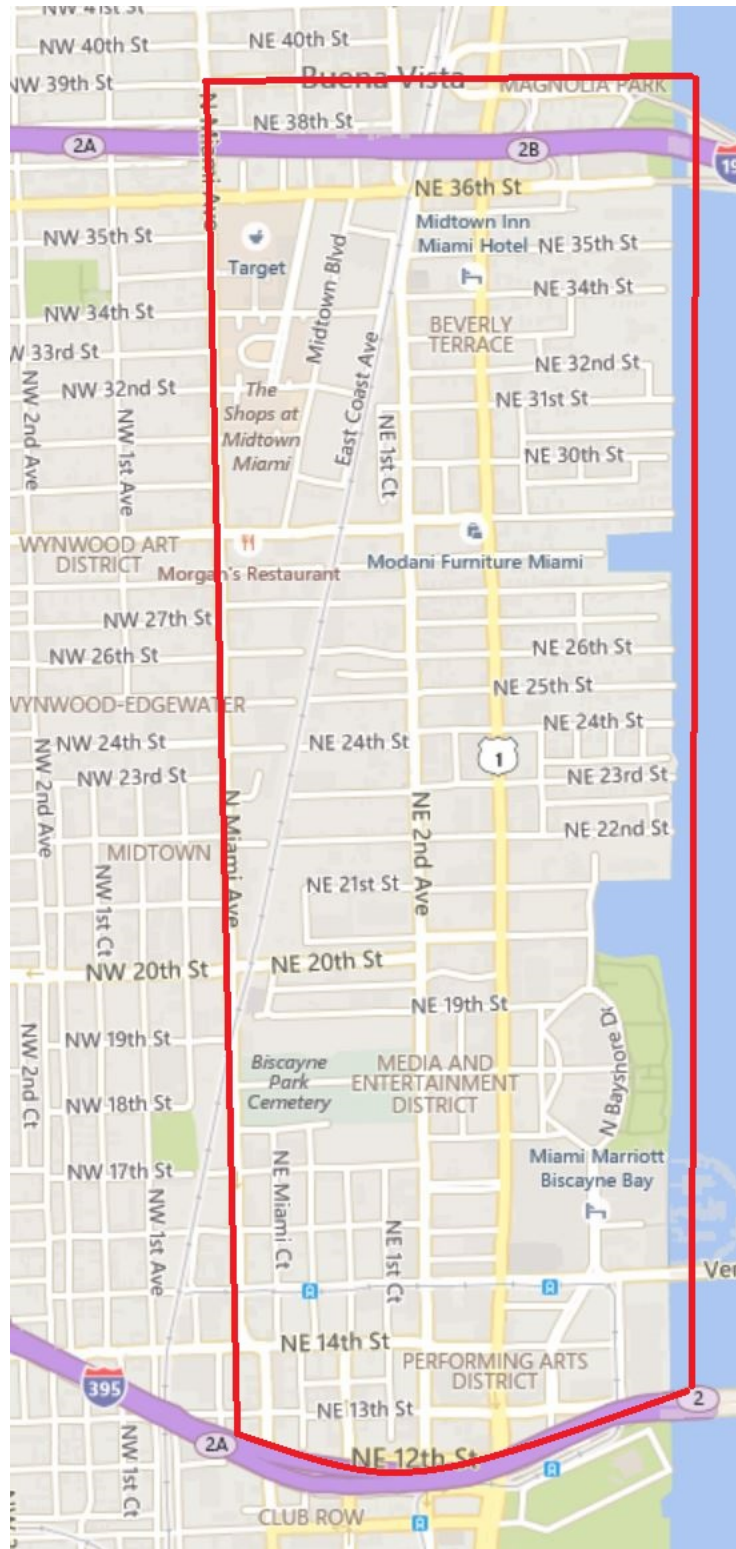 NW 41st St
NE 40th St
NW 40th St
Buena Vista
NW 39th St
MAGNOLIA PARK
N Miami Ave
NE 38th St
2A
2B
19
NE 36th St
Midtown Inn
Miami Hotel
NW 35th St
NE 35th St
Target
Midtown Blvd
NE 34th St
NW 34th St
BEVERLY
TERRACE
W 33rd St
East Coast Ave
NE 32nd St
NW 32nd St
The
Shops at
Midtown
Miami
NE 31st St
NW 2nd Ave
NW 1st Ave
NE 1st Ct
NE 30th St
WYNWOOD ART
DISTRICT
Morgan's Restaurant
Modani Furniture Miami
NW 27th St
NW 26th St
NE 26th St
NE 25th St
WYNWOOD-EDGEWATER
NE 24th St
NW 24th St
NE 24th St
1
NW 23rd St
NE 23rd St
NW 2nd Ave
N Miami Ave
NE 2nd Ave
NE 22nd St
MIDTOWN
NW 1st Ct
NE 21st St
NW 20th St
NE 20th St
NE 19th St
NW 2nd Ct
NW 19th St
N Bayshore Dr
Biscayne
Park
Cemetery
MEDIA AND
ENTERTAINMENT
DISTRICT
NW 18th St
NW 17th St
NE Miami Ct
Miami Marriott
Biscayne Bay
NW 1st Ave
NE 1st Ct
Ver
NE 14th St
PERFORMING ARTS
DISTRICT
395
2
NE 13th St
2A
NW 1st Ct
NE 12th St
CLUB ROW